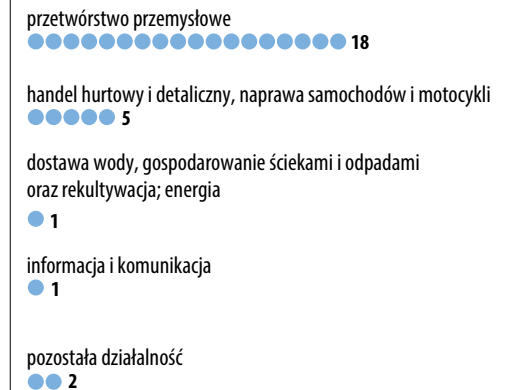 przetwórstwo przemysłowe
18
handel hurtowy i detaliczny, naprawa samochodów i motocykli
5
dostawa wody, gospodarowanie ściekami i odpadami
oraz rekultywacja; energia
1
informacja i komunikacja
1
pozostała działalność
2